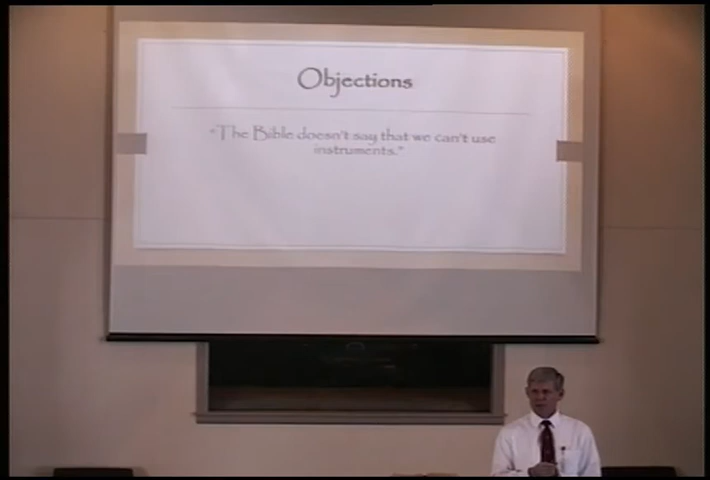 Objections
"The Bible doesn't say that we can't use
instruments."